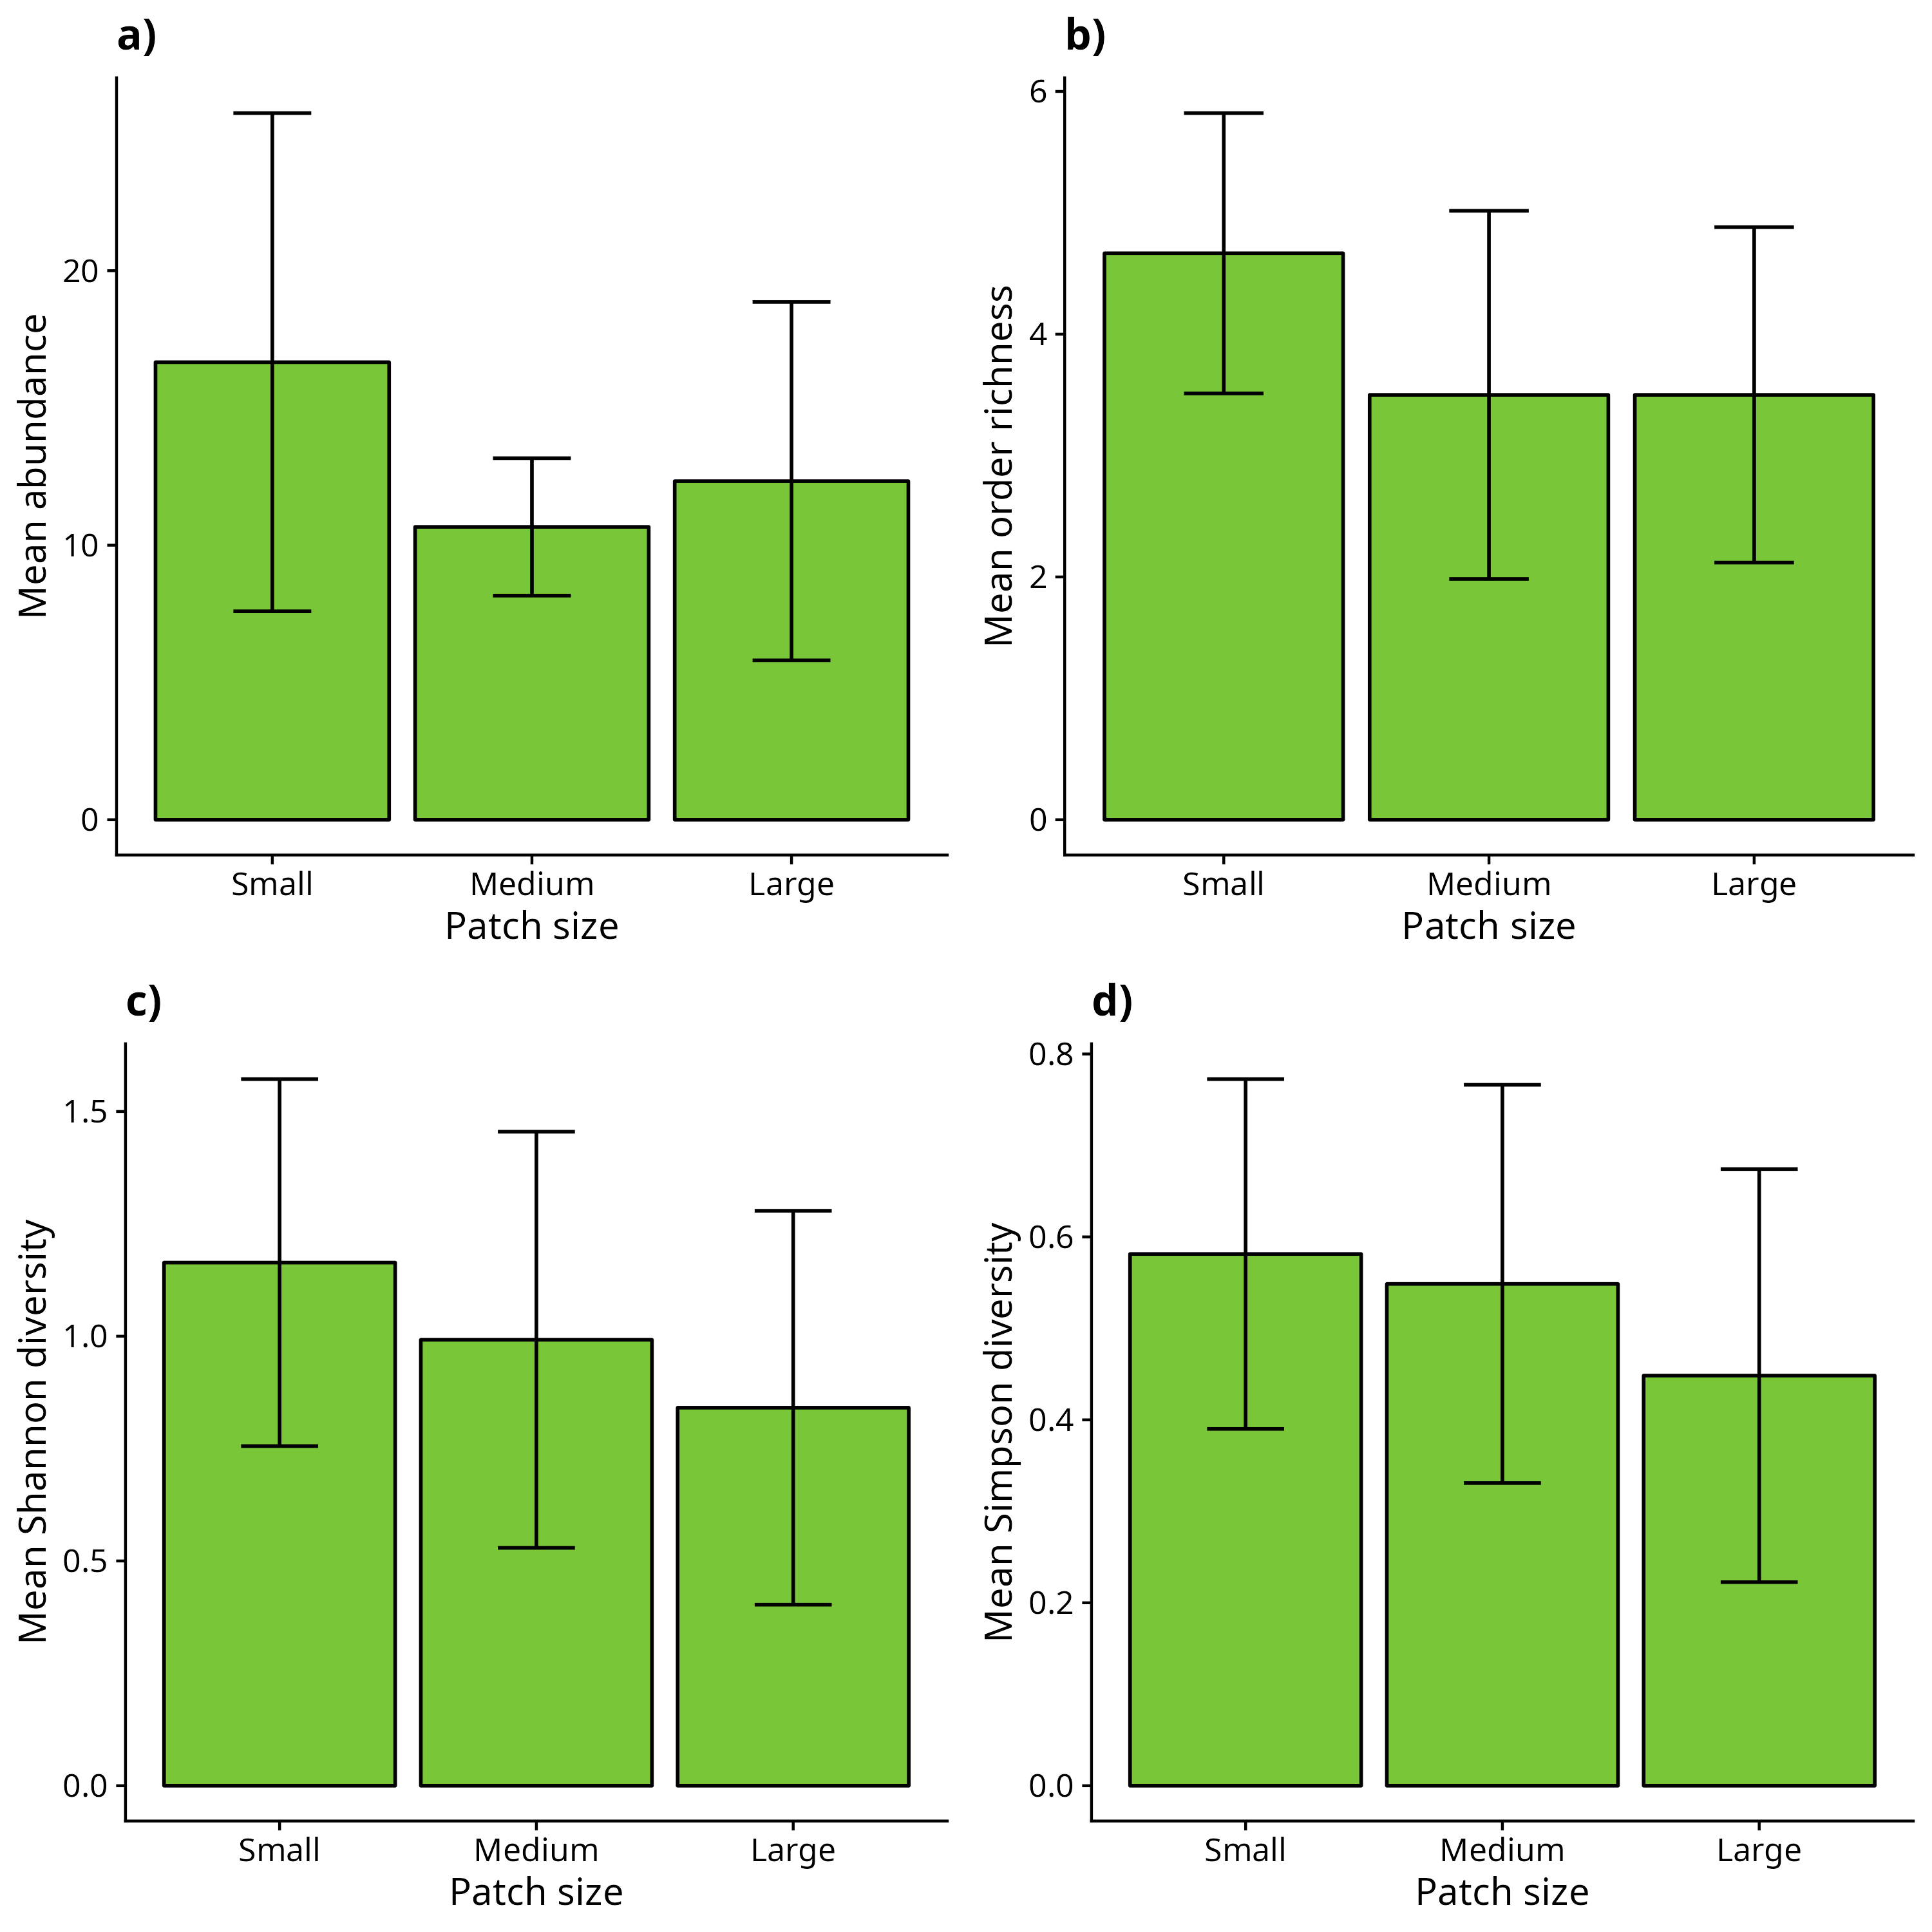 a)
Mean abundance
20
10
0
Small Medium Large
Patch size
b)
Mean order richness
6
4
2
0
Small Medium Large
Patch size
c)
Mean Shannon diversity
1.5
1.0
0.5
0.0
Small Medium Large
Patch size
d)
Mean Simpson diversity
0.8
0.6
0.4
0.2
0.0
Small Medium Large
Patch size